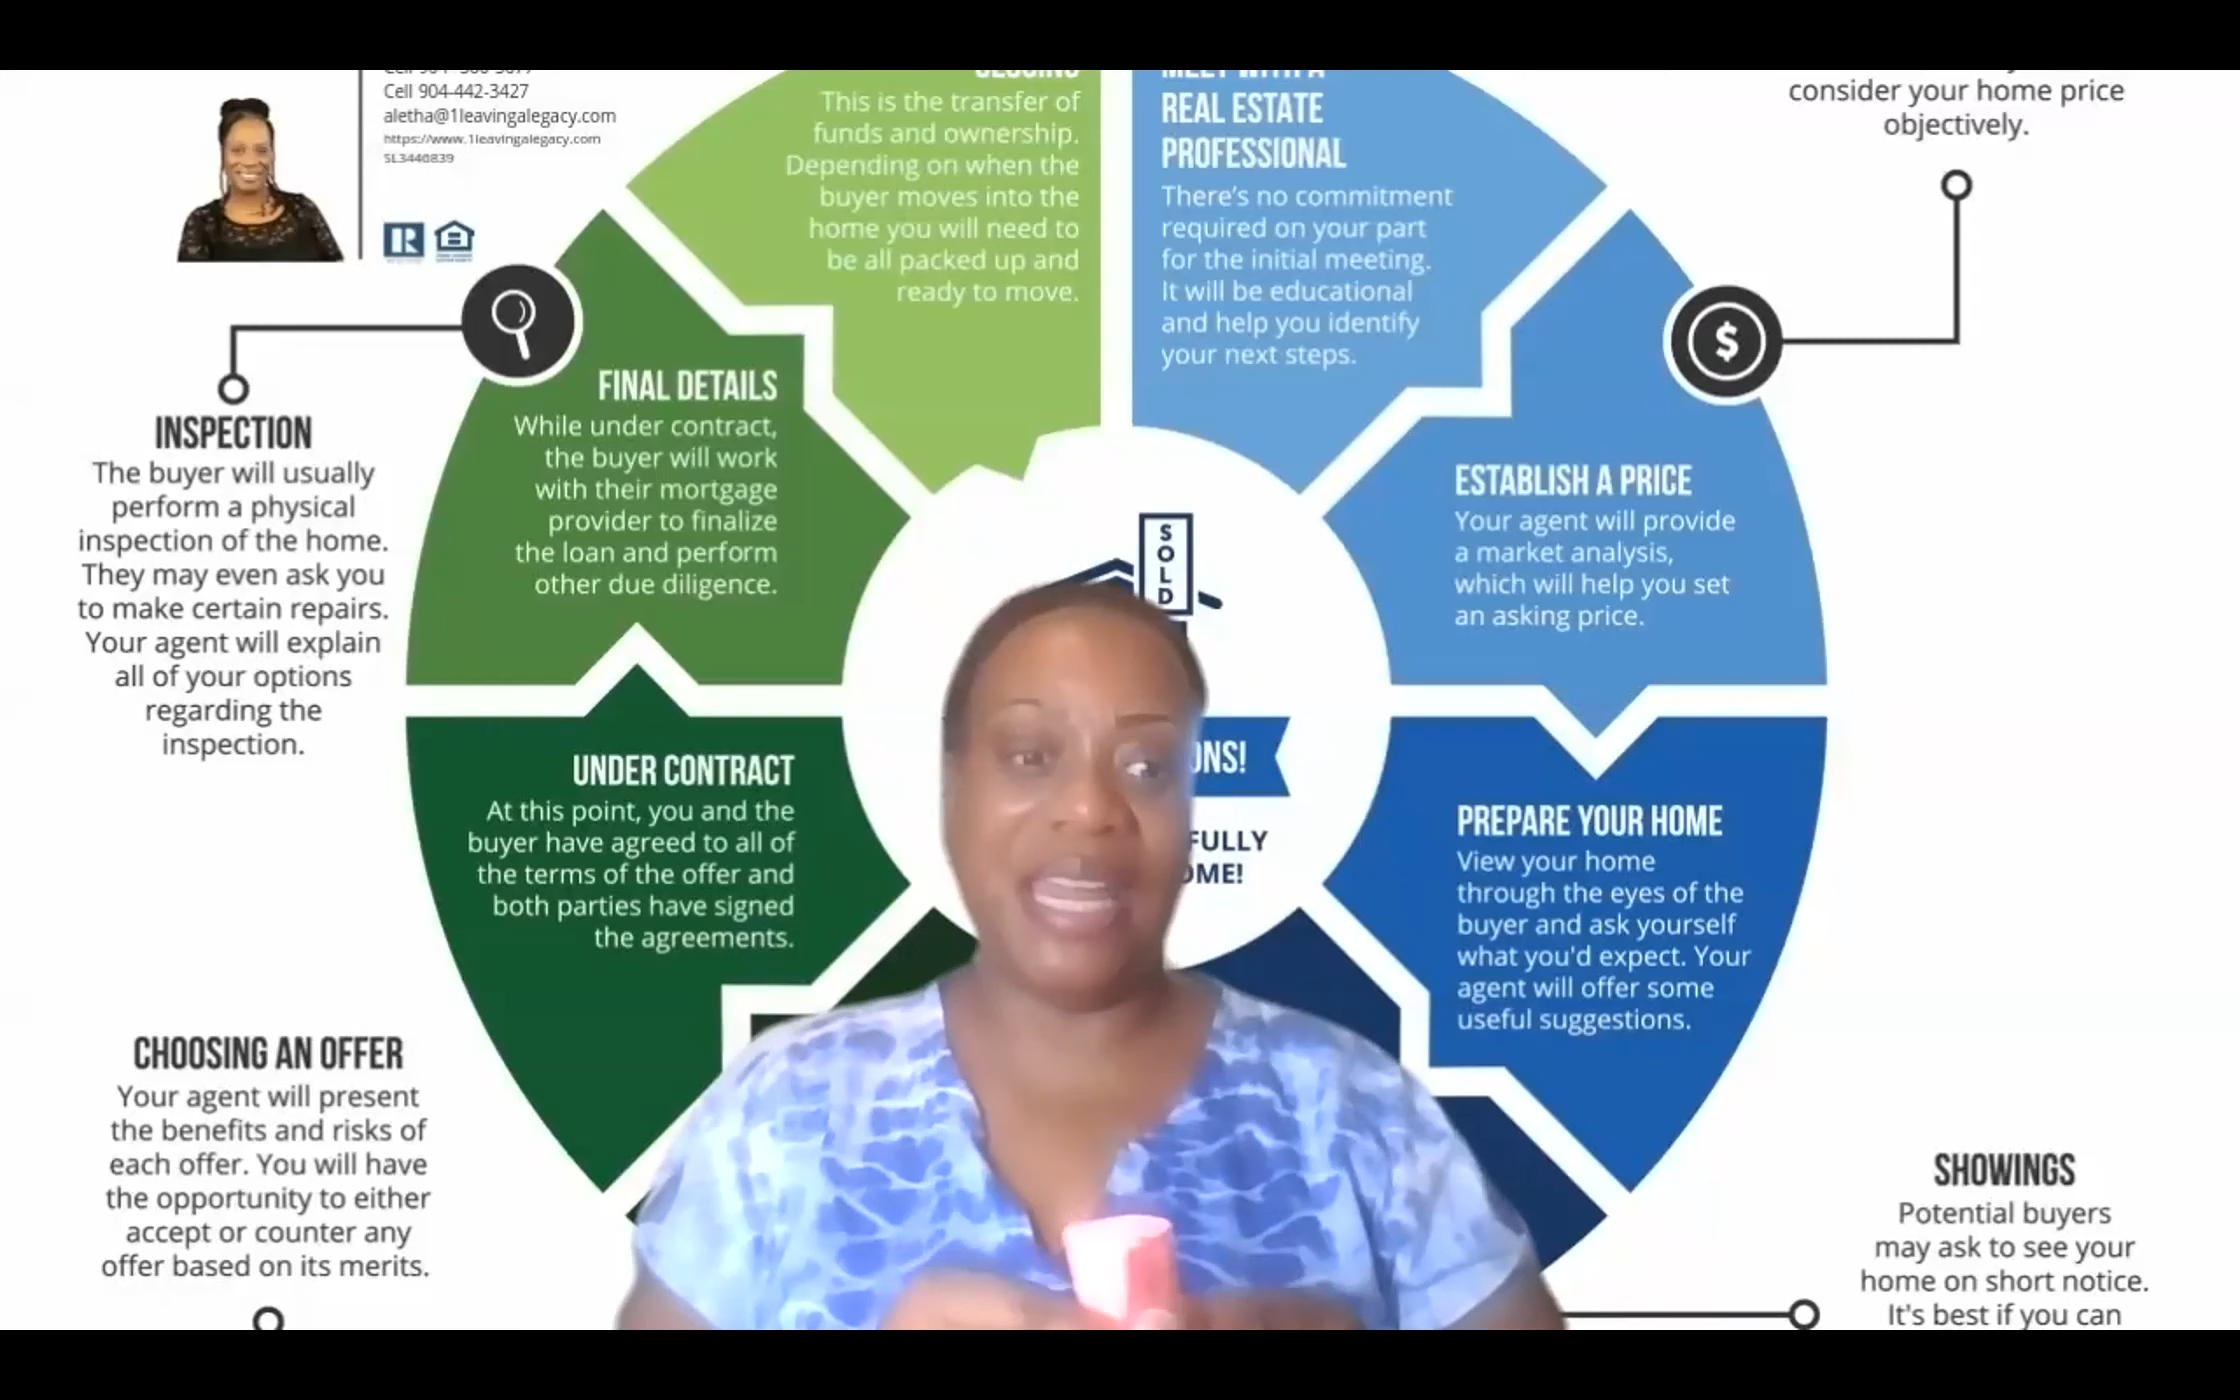 Cell 904-442-3427
aletha@1leavingalegacy.com
https://www.1leavingalegacy.com
SL3440839
CLOSING
This is the transfer of
funds and ownership.
Depending on when the
buyer moves into the
home you will need to
be all packed up and
ready to move.
MEET WITH A
REAL ESTATE
PROFESSIONAL
There's no commitment
required on your part
for the initial meeting.
It will be educational
and help you identify
your next steps.
consider your home price
objectively.
INSPECTION
The buyer will usually
perform a physical
inspection of the home.
They may even ask you
to make certain repairs.
Your agent will explain
all of your options
regarding the
inspection.
FINAL DETAILS
While under contract,
the buyer will work
with their mortgage
provider to finalize
the loan and perform
other due diligence.
ESTABLISH A PRICE
Your agent will provide
a market analysis,
which will help you set
an asking price.
SOLD
ONS!
FULLY
OME!
UNDER CONTRACT
At this point, you and the
buyer have agreed to all of
the terms of the offer and
both parties have signed
the agreements.
PREPARE YOUR HOME
View your home
through the eyes of the
buyer and ask yourself
what you'd expect. Your
agent will offer some
useful suggestions.
CHOOSING AN OFFER
Your agent will present
the benefits and risks of
each offer. You will have
the opportunity to either
accept or counter any
offer based on its merits.
SHOWINGS
Potential buyers
may ask to see your
home on short notice.
It's best if you can